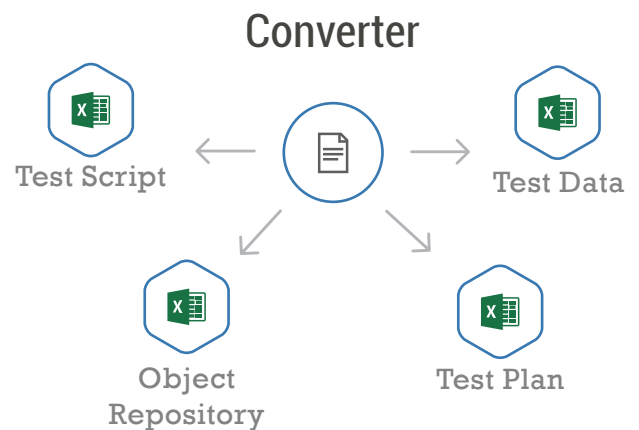 Converter
Test Script
Test Data
Object
Repository
Test Plan